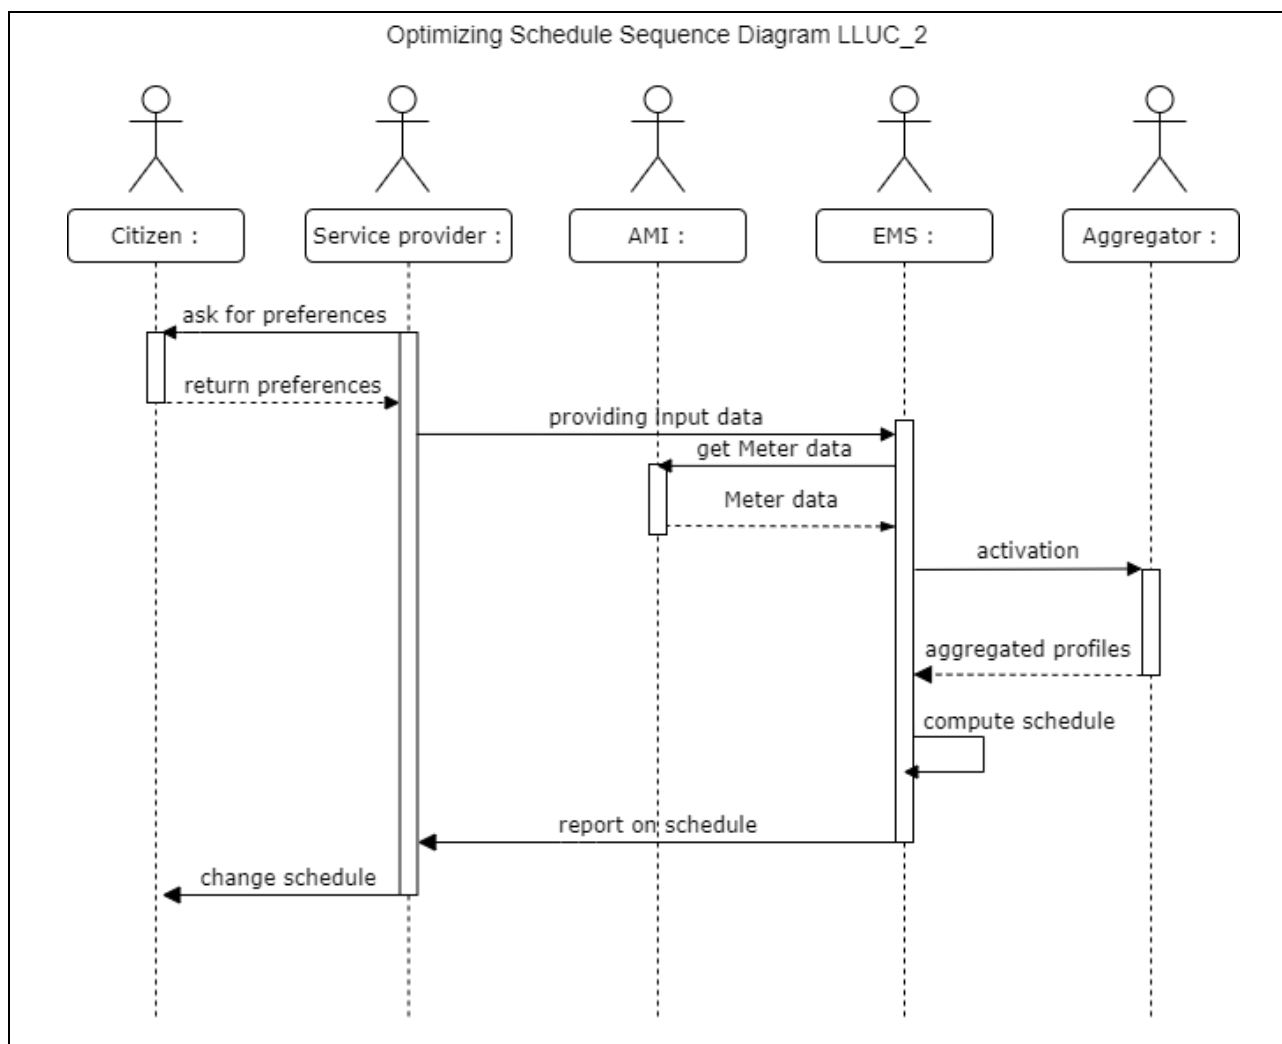 Optimizing Schedule Sequence Diagram LLUC_2
Citizen :
Service provider :
AMI :
EMS :
Aggregator :
ask for preferences
return preferences
providing input data
get Meter data
Meter data
activation
aggregated profiles
compute schedule
report on schedule
change schedule